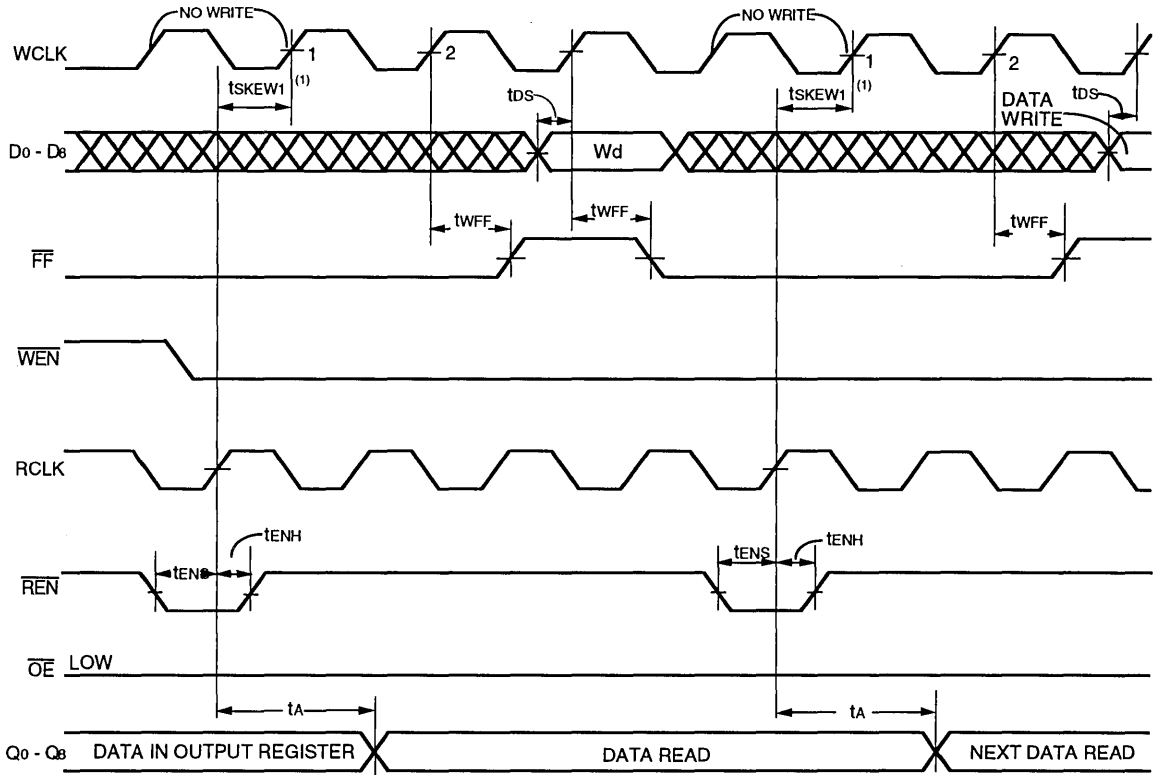 NO WRITE NO WRITE
WCLK 1 2 1 2
tSKEW1 (1) tDS tSKEW1 (1) tDS
DATA WRITE
D0 - D8 Wd
tWFF tWFF tWFF
FF
WEN
RCLK
tENS tENH tENS tENH
REN
OE LOW
tA tA
Q0 - Q8 DATA IN OUTPUT REGISTER DATA READ NEXT DATA READ